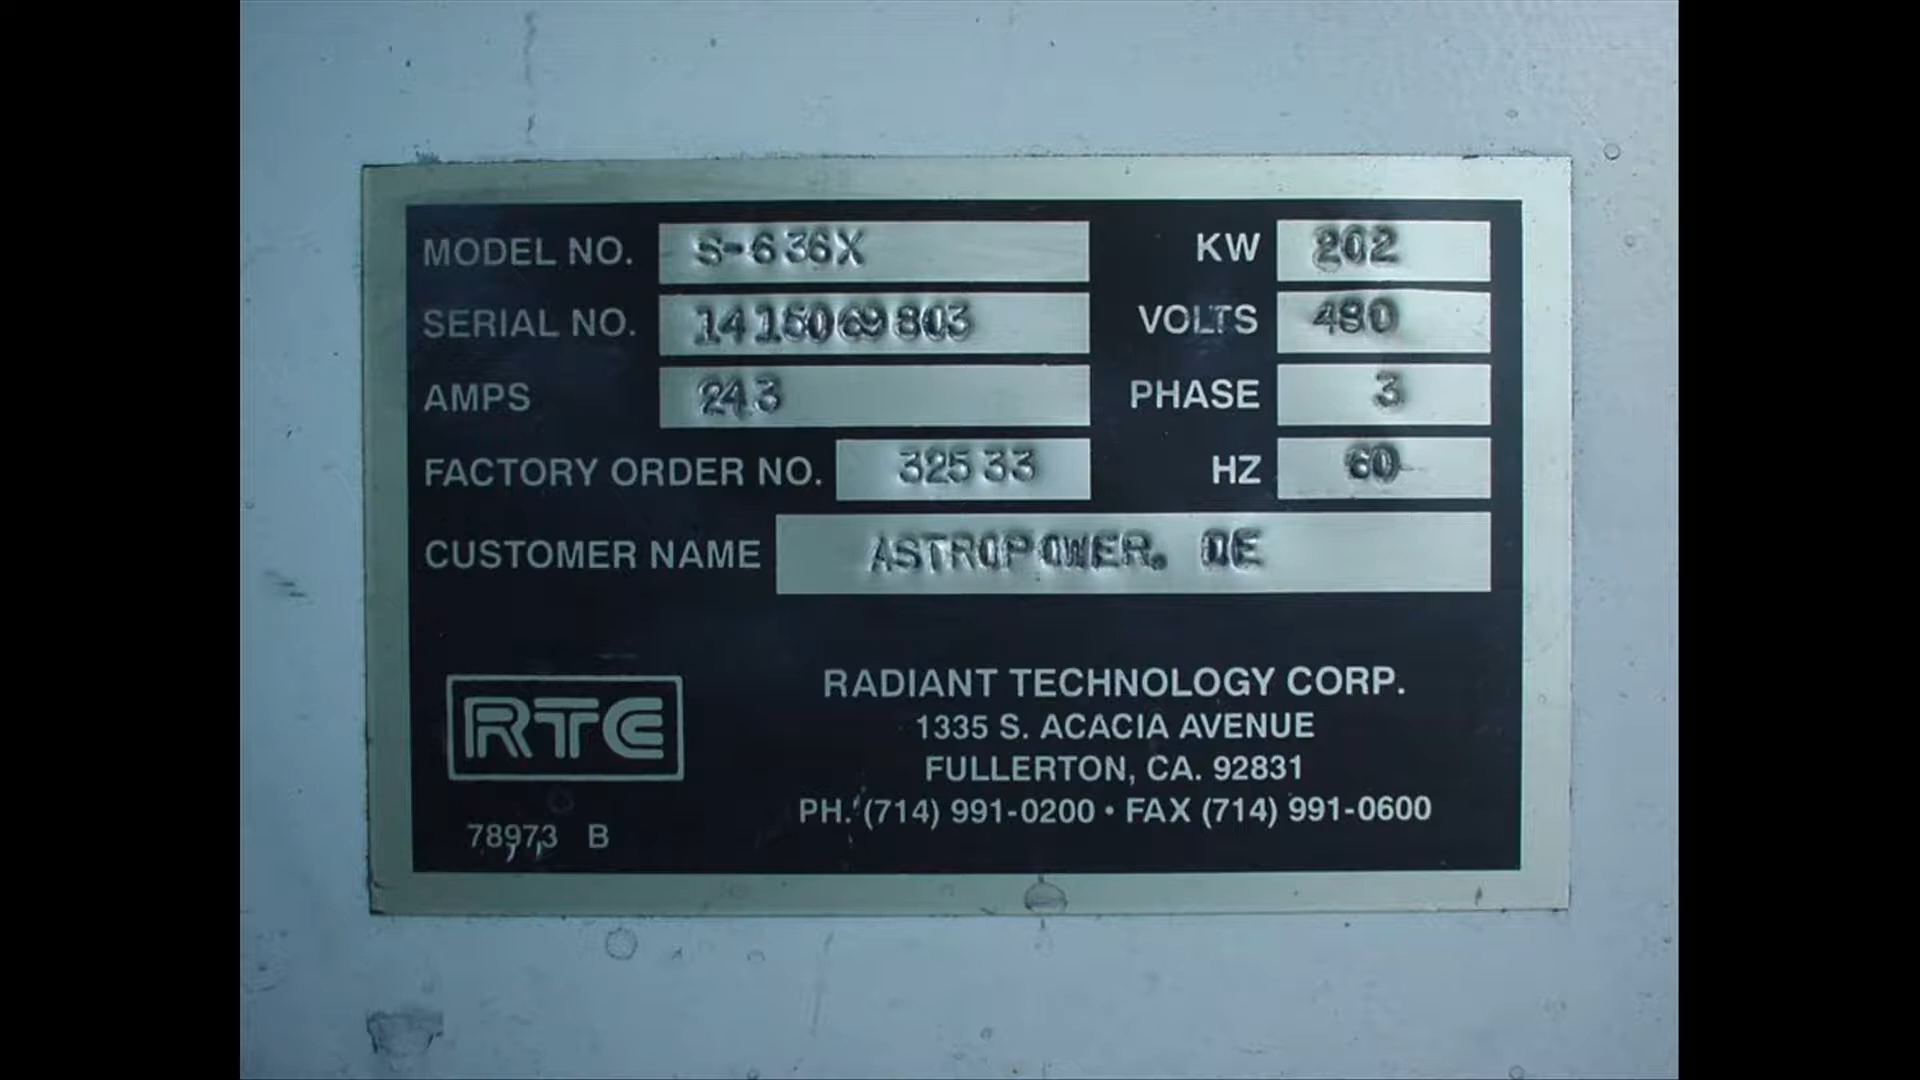 MODEL NO. S-636X KW 202
SERIAL NO. 1415069803 VOLTS 480
AMPS 243 PHASE 3
FACTORY ORDER NO. 32533 HZ 60
CUSTOMER NAME ASTROPOWER. DE
RTC
RADIANT TECHNOLOGY CORP.
1335 S. ACACIA AVENUE
FULLERTON, CA. 92831
PH. (714) 991-0200 • FAX (714) 991-0600
78973 B